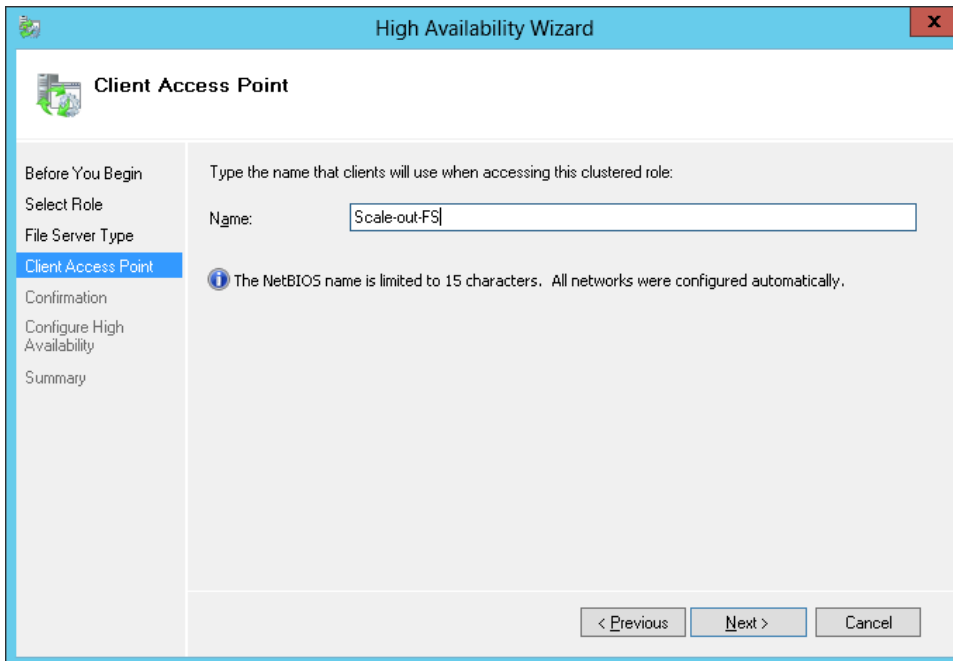 High Availability Wizard
X
Client Access Point
Before You Begin
Select Role
File Server Type
Client Access Point
Confirmation
Configure High
Availability
Summary
Type the name that clients will use when accessing this clustered role:
Name:
Scale-out-FS
The NetBIOS name is limited to 15 characters. All networks were configured automatically.
< Previous
Next >
Cancel